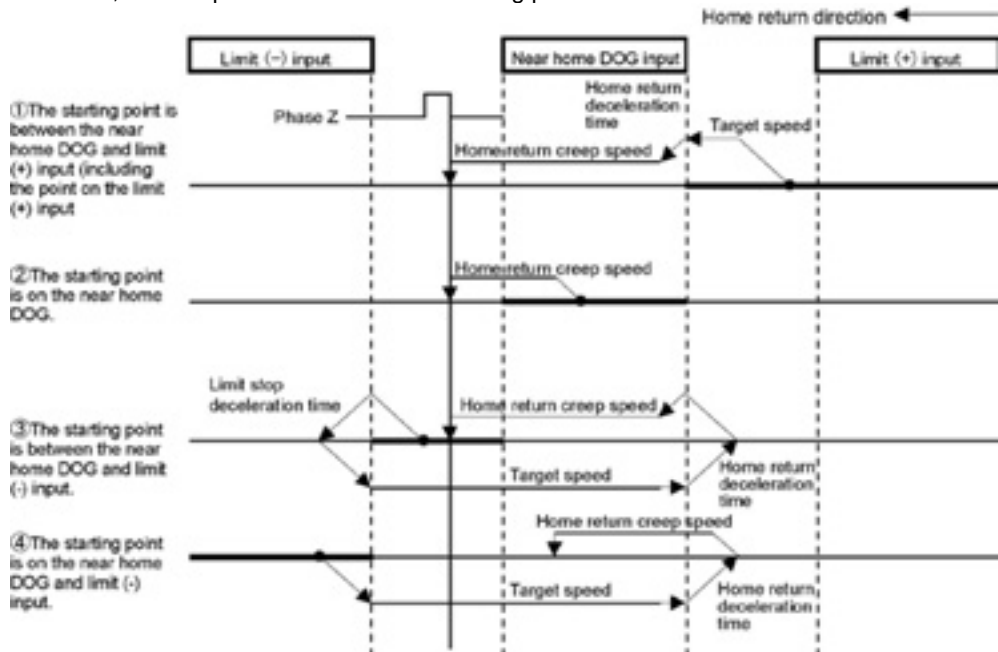 Home return direction
Limit (−) input
Near home DOG input
Limit (+) input
①The starting point is
between the near
home DOG and limit
(+) input (including
the point on the limit
(+) input
Phase Z
Home return
deceleration
time
Target speed
Home return creep speed
②The starting point
is on the near home
DOG.
Home return creep speed
③The starting point
is between the near
home DOG and limit
(-) input.
Limit stop
deceleration time
Home return creep speed
Target speed
Home return
deceleration
time
④The starting point
is on the near home
DOG and limit (-)
input.
Home return creep speed
Target speed
Home return
deceleration
time